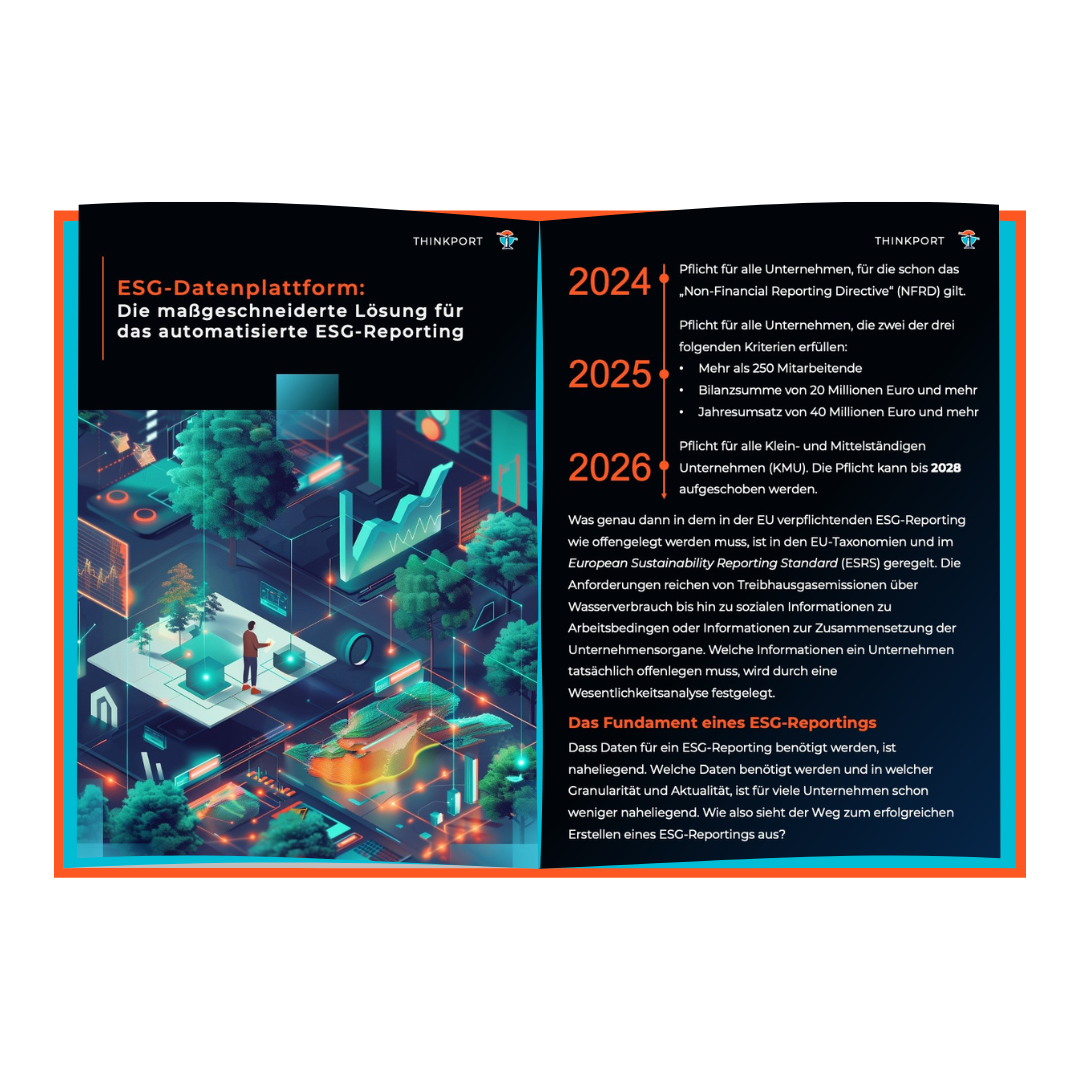 THINKPORT
ESG-Datenplattform:
Die maßgeschneiderte Lösung für
das automatisierte ESG-Reporting
THINKPORT
2024
Pflicht für alle Unternehmen, für die schon das
„Non-Financial Reporting Directive“ (NFRD) gilt.
2025
Pflicht für alle Unternehmen, die zwei der drei
folgenden Kriterien erfüllen:
• Mehr als 250 Mitarbeitende
• Bilanzsumme von 20 Millionen Euro und mehr
• Jahresumsatz von 40 Millionen Euro und mehr
2026
Pflicht für alle Klein- und Mittelständigen
Unternehmen (KMU). Die Pflicht kann bis 2028
aufgeschoben werden.
Was genau dann in dem in der EU verpflichtenden ESG-Reporting
wie offengelegt werden muss, ist in den EU-Taxonomien und im
European Sustainability Reporting Standard (ESRS) geregelt. Die
Anforderungen reichen von Treibhausgasemissionen über
Wasserverbrauch bis hin zu sozialen Informationen zu
Arbeitsbedingen oder Informationen zur Zusammensetzung der
Unternehmensorgane. Welche Informationen ein Unternehmen
tatsächlich offenlegen muss, wird durch eine
Wesentlichkeitsanalyse festgelegt.
Das Fundament eines ESG-Reportings
Dass Daten für ein ESG-Reporting benötigt werden, ist
naheliegend. Welche Daten benötigt werden und in welcher
Granularität und Aktualität, ist für viele Unternehmen schon
weniger naheliegend. Wie also sieht der Weg zum erfolgreichen
Erstellen eines ESG-Reportings aus?